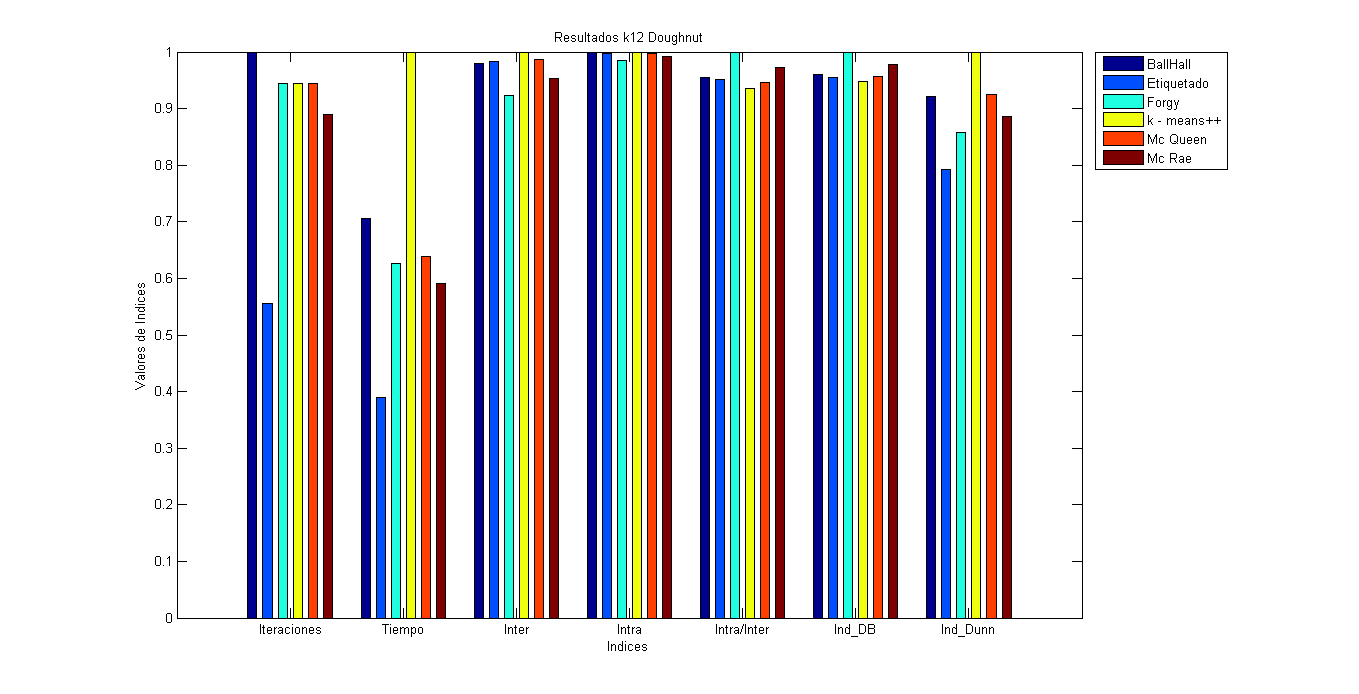 Resultados k12 Doughnut
1
0.9
0.8
0.7
0.6
0.5
0.4
0.3
0.2
0.1
0
Valores de Indices
Iteraciones Tiempo Inter Intra Intra/Inter Ind_DB Ind_Dunn
Indices
BallHall
Etiquetado
Forgy
k - means++
Mc Queen
Mc Rae